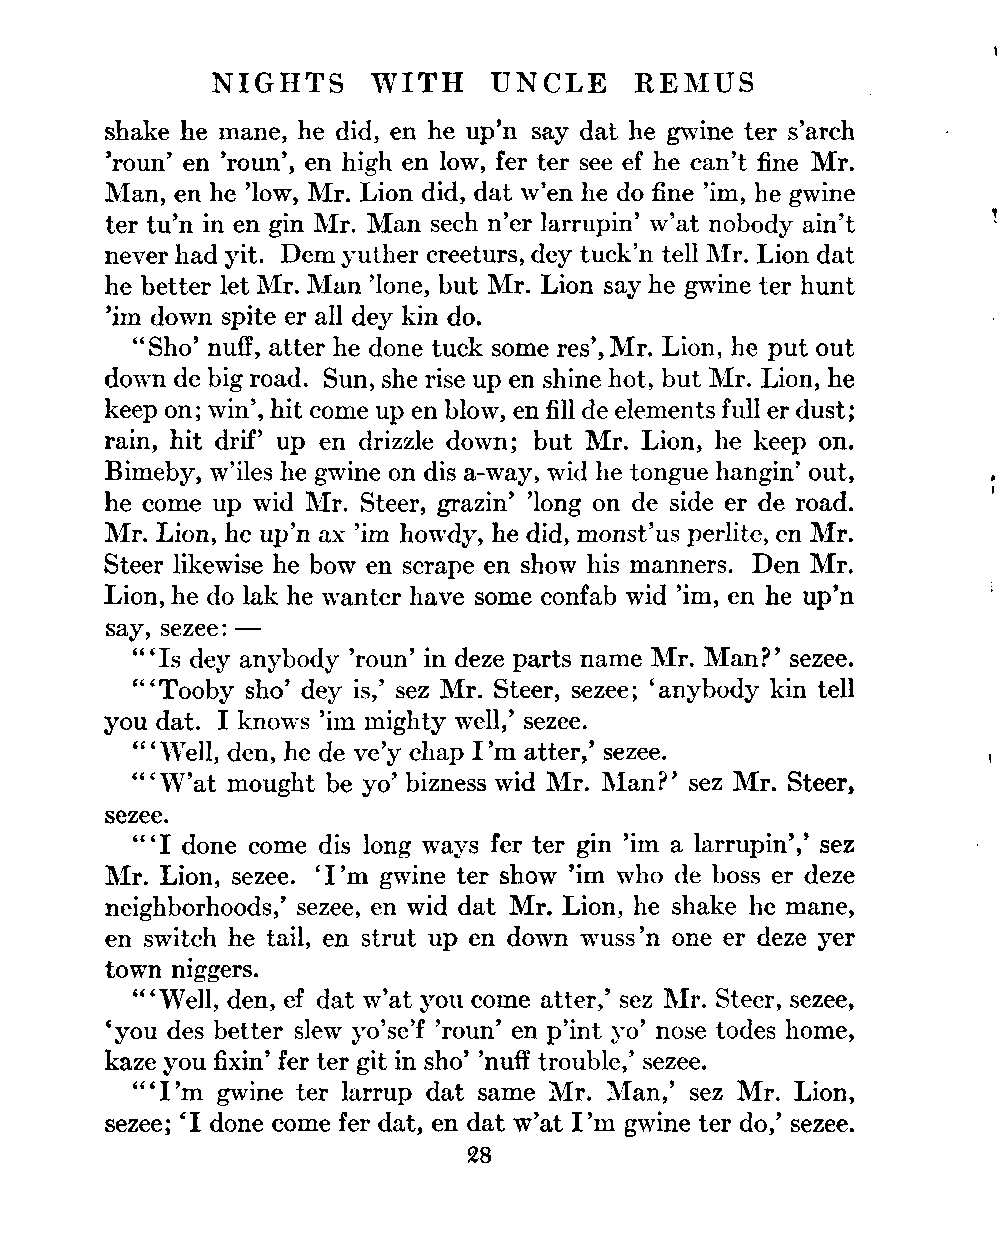 NIGHTS WITH UNCLE REMUS
shake he mane, he did, en he up'n say dat he gwine ter s'arch
'roun' en 'roun', en high en low, fer ter see ef he can't fine Mr.
Man, en he 'low, Mr. Lion did, dat w'en he do fine 'im, he gwine
ter tu'n in en gin Mr. Man sech n'er larrupin' w'at nobody ain't
never had yit. Dem yuther creeturs, dey tuck'n tell Mr. Lion dat
he better let Mr. Man 'lone, but Mr. Lion say he gwine ter hunt
'im down spite er all dey kin do.
"Sho' nuff, atter he done tuck some res', Mr. Lion, he put out
down de big road. Sun, she rise up en shine hot, but Mr. Lion, he
keep on; win', hit come up en blow, en fill de elements full er dust;
rain, hit drif' up en drizzle down; but Mr. Lion, he keep on.
Bimeby, w'iles he gwine on dis a-way, wid he tongue hangin' out,
he come up wid Mr. Steer, grazin' 'long on de side er de road.
Mr. Lion, he up'n ax 'im howdy, he did, monst'us perlite, en Mr.
Steer likewise he bow en scrape en show his manners. Den Mr.
Lion, he do lak he wanter have some confab wid 'im, en he up'n
say, sezee: —
"'Is dey anybody 'roun' in deze parts name Mr. Man?' sezee.
"'Tooby sho' dey is,' sez Mr. Steer, sezee; 'anybody kin tell
you dat. I knows 'im mighty well,' sezee.
"'Well, den, he de ve'y chap I'm atter,' sezee.
"'W'at mought be yo' bizness wid Mr. Man?' sez Mr. Steer,
sezee.
"'I done come dis long ways fer ter gin 'im a larrupin',' sez
Mr. Lion, sezee. 'I'm gwine ter show 'im who de boss er deze
neighborhoods,' sezee, en wid dat Mr. Lion, he shake he mane,
en switch he tail, en strut up en down wuss'n one er deze yer
town niggers.
"'Well, den, ef dat w'at you come atter,' sez Mr. Steer, sezee,
'you des better slew yo'se'f 'roun' en p'int yo' nose todes home,
kaze you fixin' fer ter git in sho' 'nuff trouble,' sezee.
"'I'm gwine ter larrup dat same Mr. Man,' sez Mr. Lion,
sezee; 'I done come fer dat, en dat w'at I'm gwine ter do,' sezee.
28